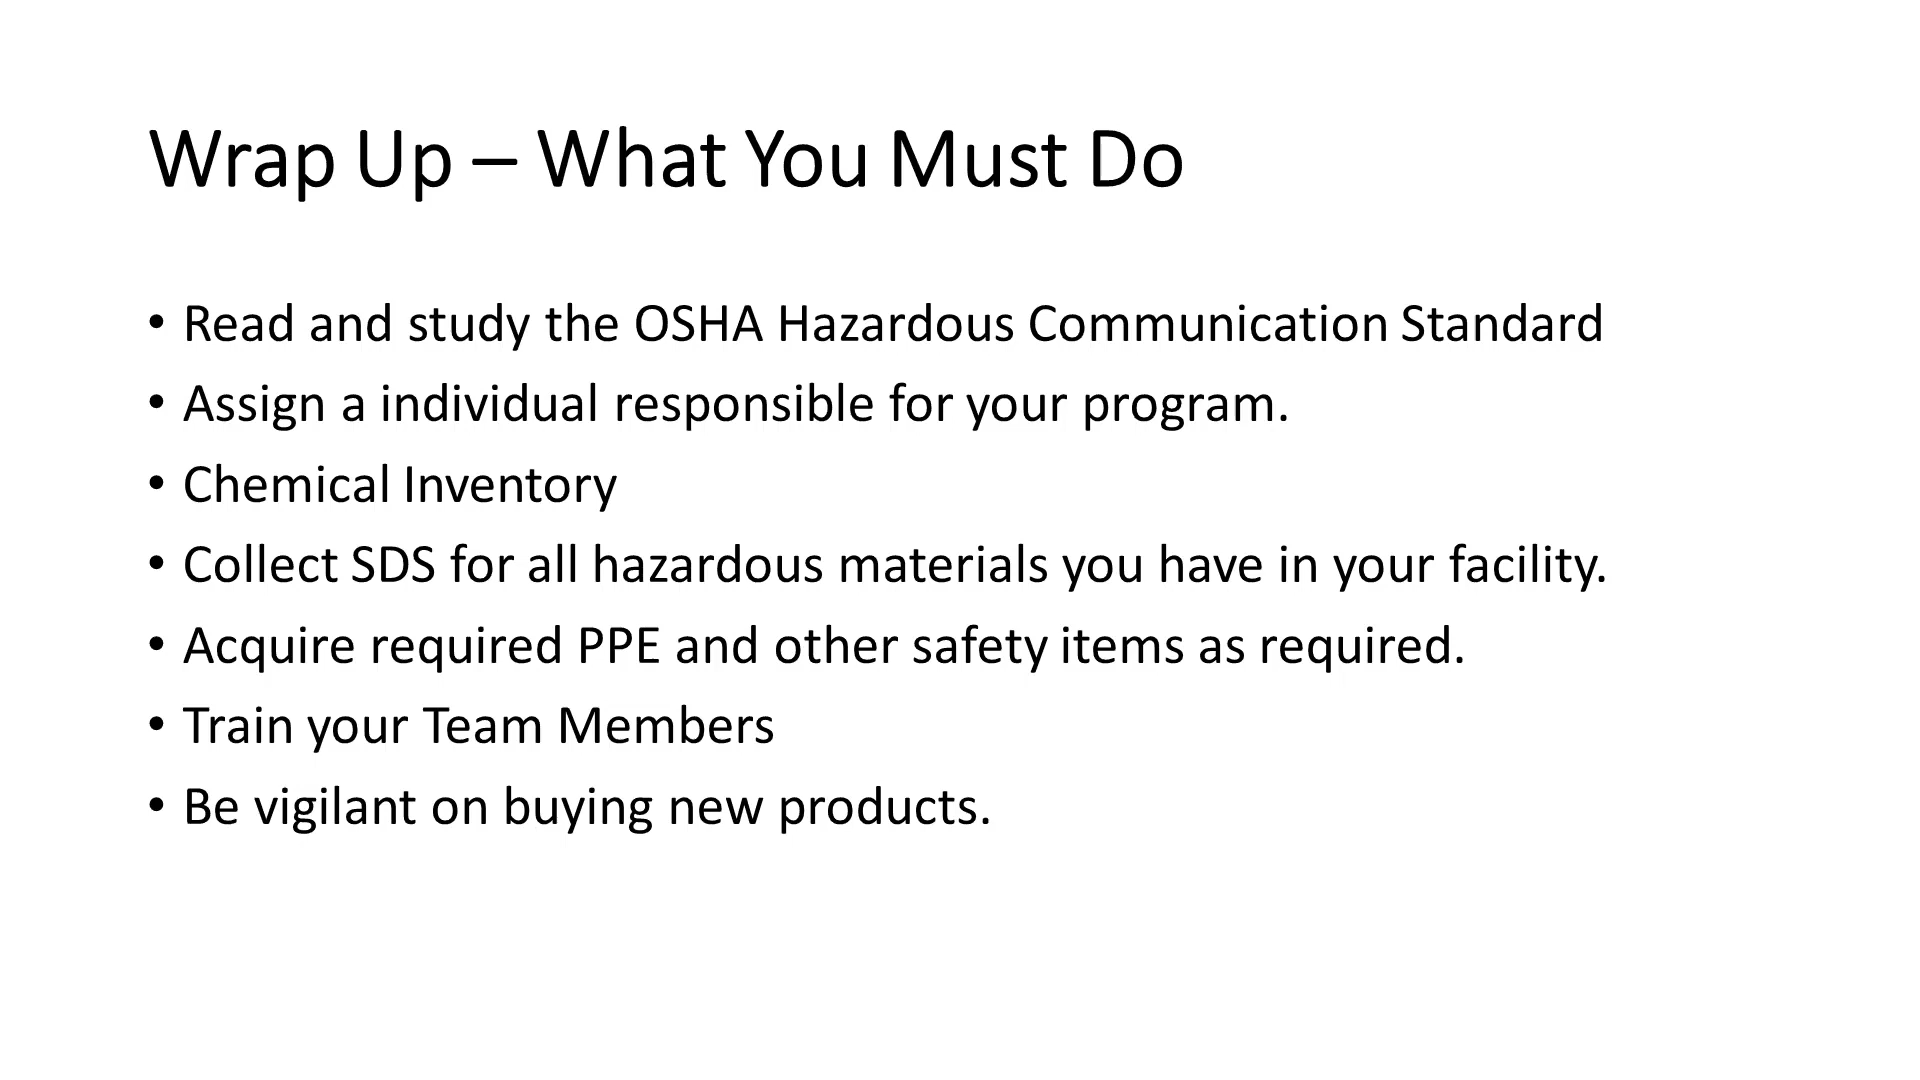 Wrap Up – What You Must Do
• Read and study the OSHA Hazardous Communication Standard
• Assign a individual responsible for your program.
• Chemical Inventory
• Collect SDS for all hazardous materials you have in your facility.
• Acquire required PPE and other safety items as required.
• Train your Team Members
• Be vigilant on buying new products.